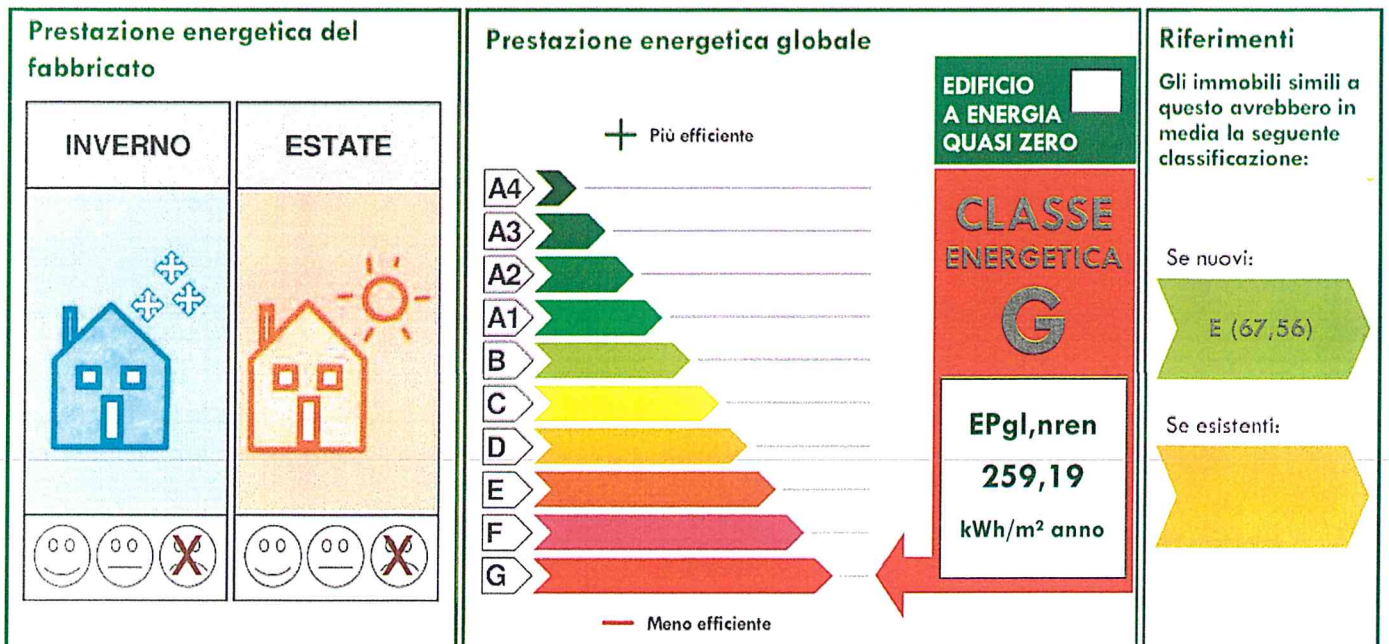 Prestazione energetica del
fabbricato
INVERNO
ESTATE
Prestazione energetica globale
+ Più efficiente
A4
A3
A2
A1
B
C
D
E
F
G
— Meno efficiente
EDIFICIO
A ENERGIA
QUASI ZERO
CLASSE
ENERGETICA
G
EPgl,nren
259,19
kWh/m² anno
Riferimenti
Gli immobili simili a
questo avrebbero in
media la seguente
classificazione:
Se nuovi:
E (67,56)
Se esistenti: